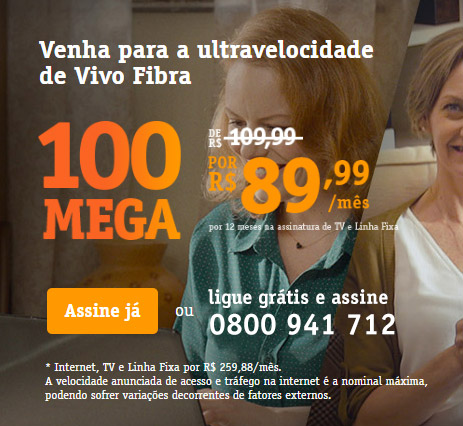 Venha para a ultravelocidade
de Vivo Fibra
100
MEGA
DE
R$ 109,99
POR
R$ 89,99
/mês
por 12 meses na assinatura de TV e Linha Fixa
Assine já
ou
ligue grátis e assine
0800 941 712
* Internet, TV e Linha Fixa por R$ 259,88/mês.
A velocidade anunciada de acesso e tráfego na internet é a nominal máxima,
podendo sofrer variações decorrentes de fatores externos.